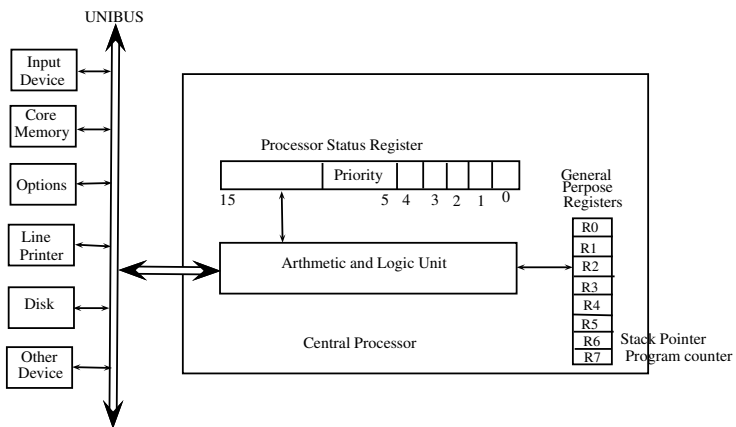 UNIBUS
Input
Device
Core
Memory
Options
Line
Printer
Disk
Other
Device
Processor Status Register
Priority
15
5
4
3
2
1
0
Arithmetic and Logic Unit
Central Processor
General
Perpose
Registers
R0
R1
R2
R3
R4
R5
R6 Stack Pointer
R7 Program counter